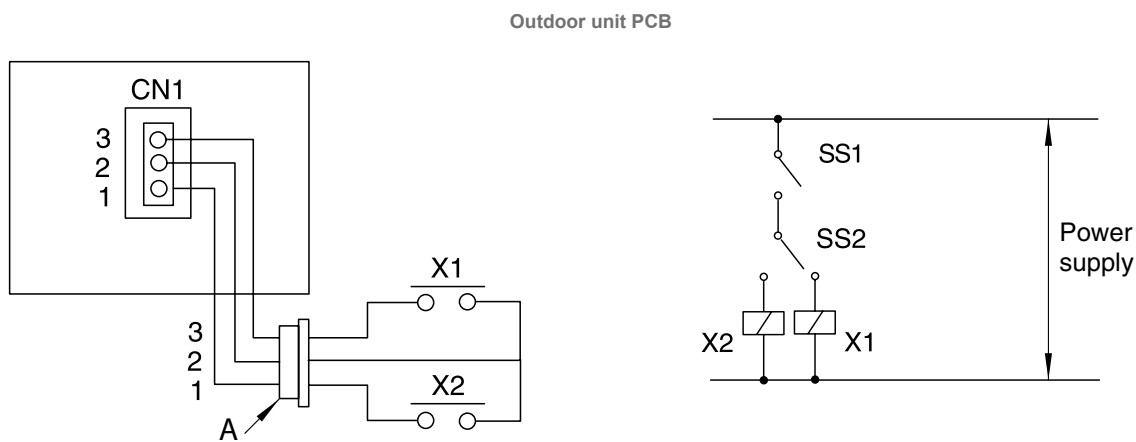 Outdoor unit PCB
CN1
3
2
1
X1
3
2
1
X2
A
SS1
SS2
X2
X1
Power
supply